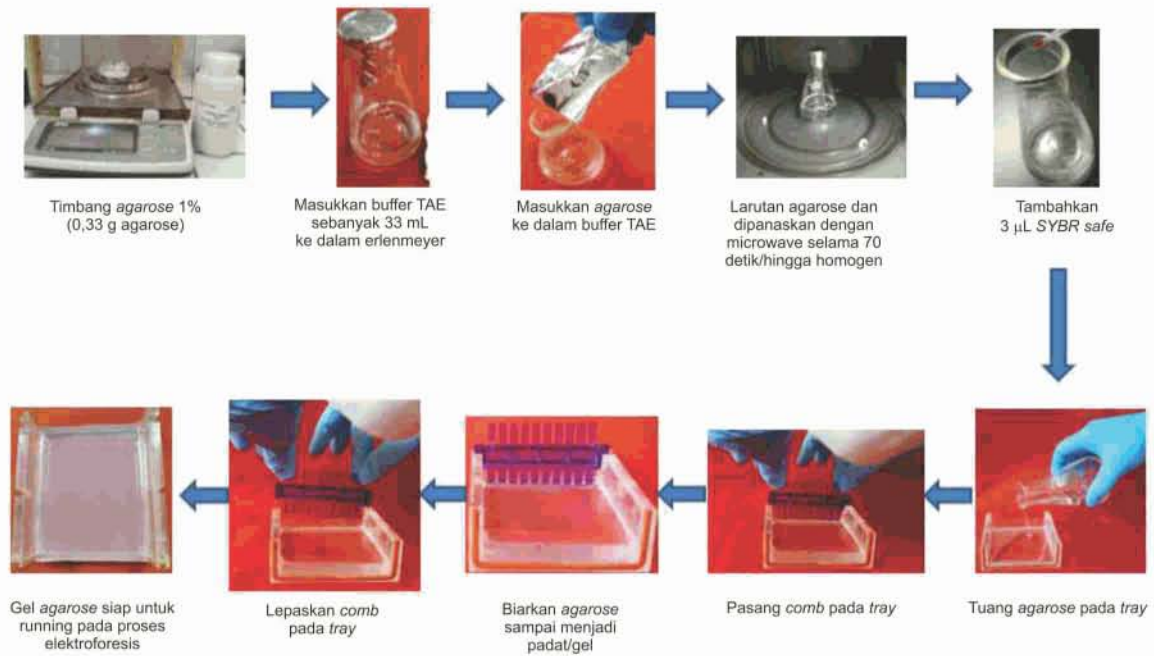 Timbang agarose 1%
(0,33 g agarose)
Masukkan buffer TAE
sebanyak 33 mL
ke dalam erlenmeyer
Masukkan agarose
ke dalam buffer TAE
Larutan agarose dan
dipanaskan dengan
microwave selama 70
detik/hingga homogen
Tambahkan
3 µL SYBR safe
Tuang agarose pada tray
Pasang comb pada tray
Biarkan agarose
sampai menjadi
padat/gel
Lepaskan comb
pada tray
Gel agarose siap untuk
running pada proses
elektroforesis